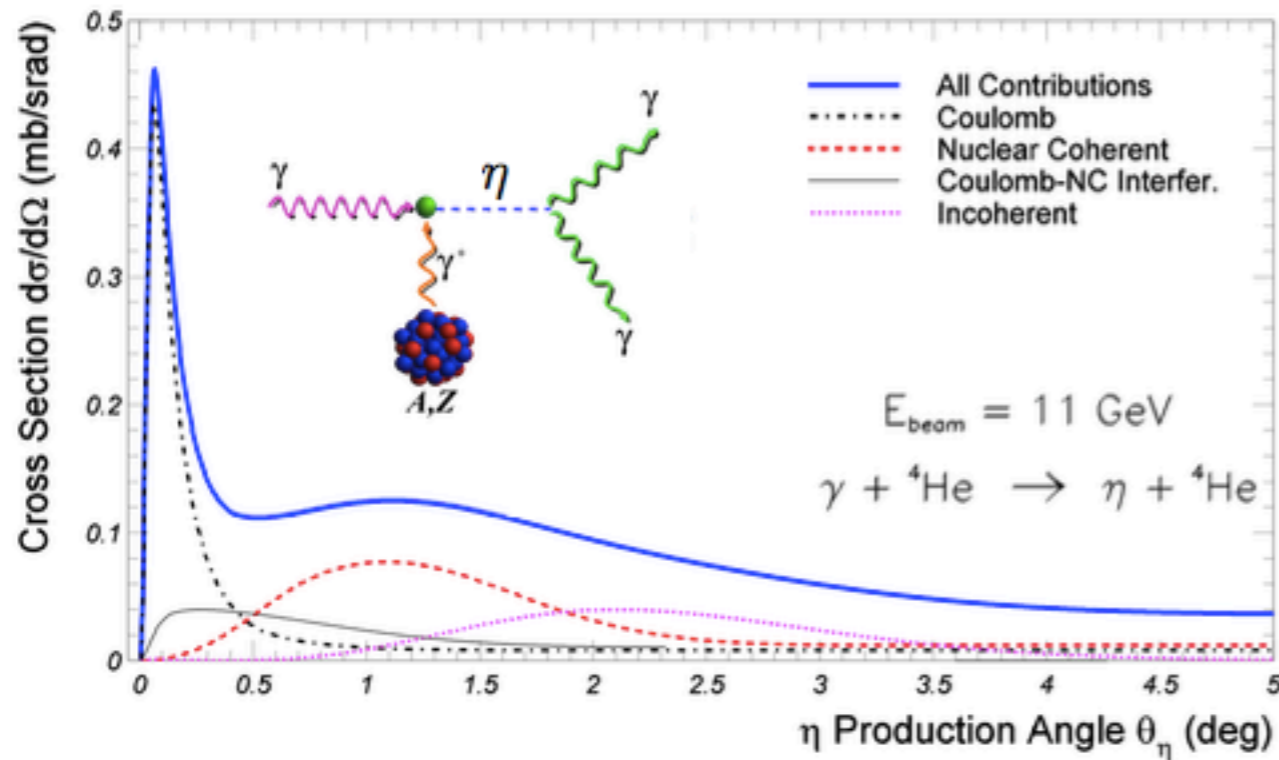 Cross Section dσ/dΩ (mb/srad)
0.5
0.4
0.3
0.2
0.1
0
All Contributions
Coulomb
Nuclear Coherent
Coulomb-NC Interfer.
Incoherent
γ
γ
η
γ*
γ
A,Z
E_beam = 11 GeV
γ + ⁴He → η + ⁴He
0 0.5 1 1.5 2 2.5 3 3.5 4 4.5 5
η Production Angle θ_η (deg)